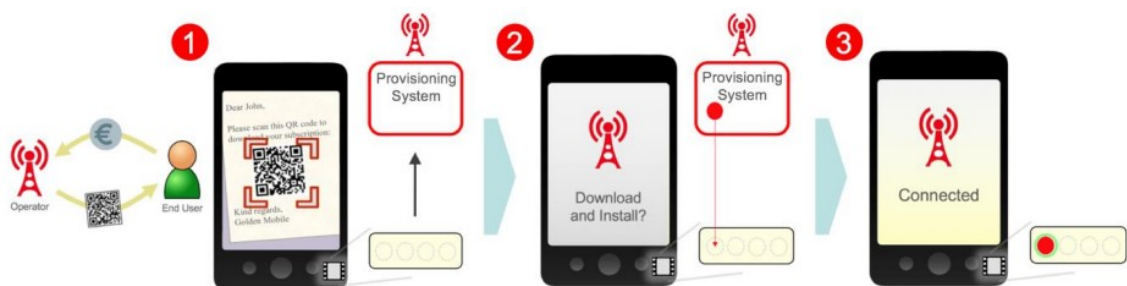 1
Provisioning
System
Dear John,
Please scan this QR code to
download your subscription:
Kind regards,
Golden Mobile
€
Operator
End User
2
Provisioning
System
Download
and Install?
3
Connected